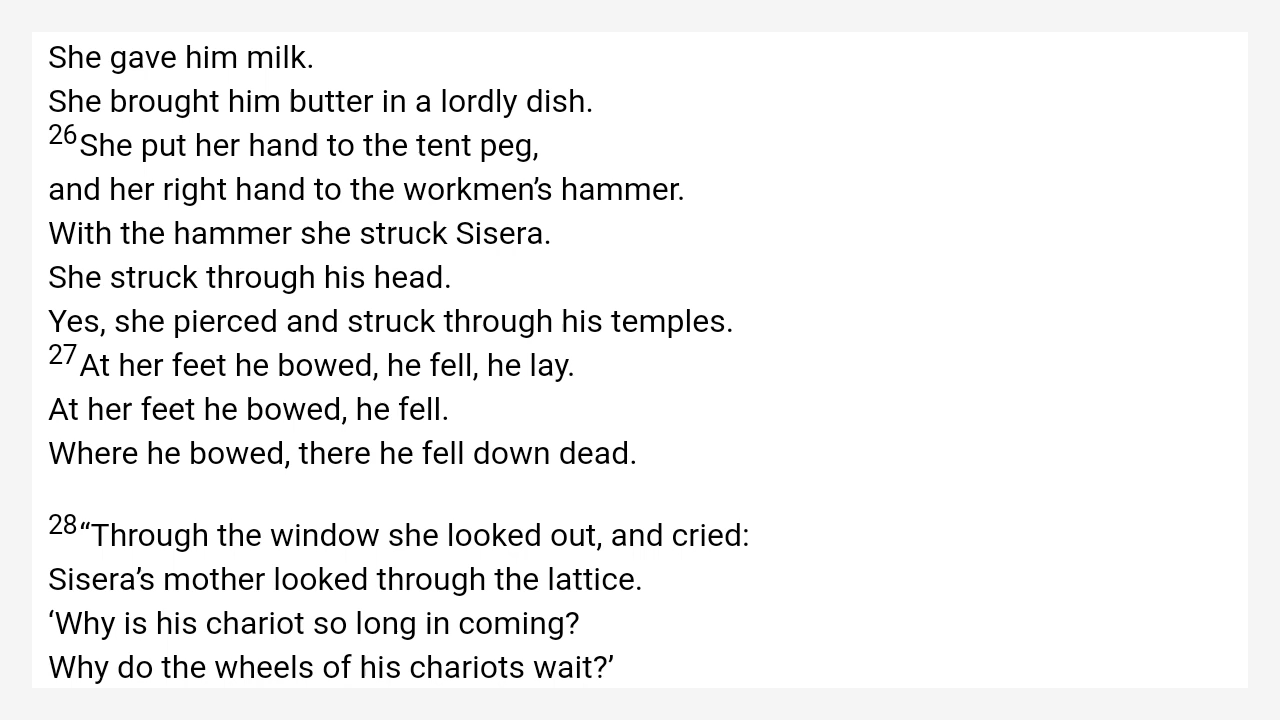 She gave him milk.
She brought him butter in a lordly dish.
26She put her hand to the tent peg,
and her right hand to the workmen’s hammer.
With the hammer she struck Sisera.
She struck through his head.
Yes, she pierced and struck through his temples.
27At her feet he bowed, he fell, he lay.
At her feet he bowed, he fell.
Where he bowed, there he fell down dead.
28“Through the window she looked out, and cried:
Sisera’s mother looked through the lattice.
‘Why is his chariot so long in coming?
Why do the wheels of his chariots wait?’